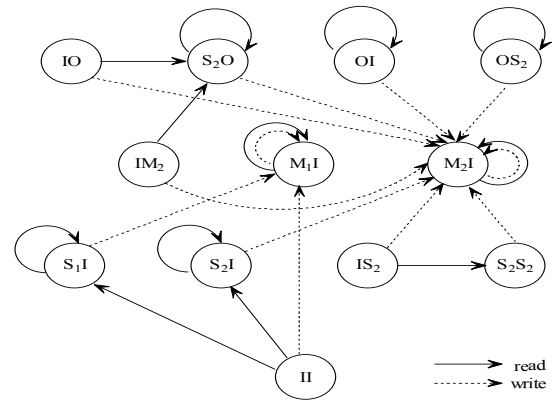 IO S₂O OI OS₂
IM₂ M₁I M₂I
S₁I S₂I IS₂ S₂S₂
II
read
write